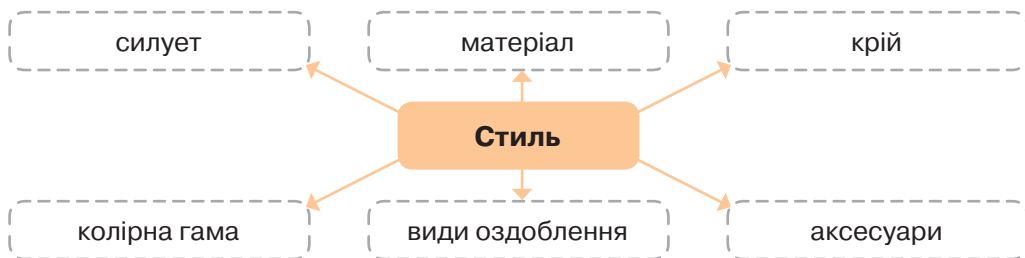 силует
матеріал
крій
Стиль
колірна гама
види оздоблення
аксесуари